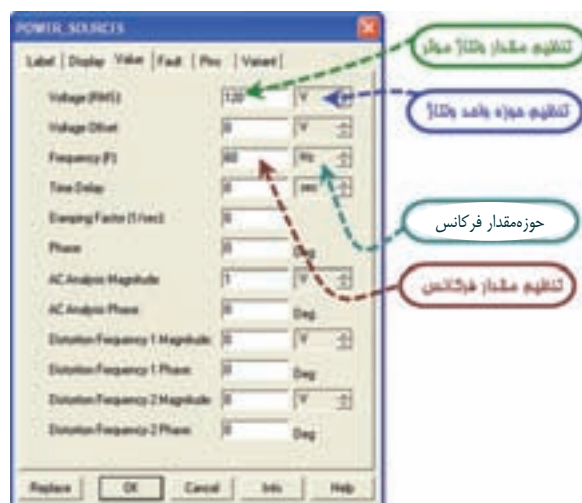 POWER_SOURCES
Label Display Value Fault Pins Variant
Voltage (RMS): 120 V
Voltage Offset 0 V
Frequency (F) 60 Hz
Time Delay 0 sec
Damping Factor (1/sec) 0
Phase 0 Deg
AC Analysis Magnitude 1 V
AC Analysis Phase 0 Deg
Distortion Frequency 1 Magnitude 0 V
Distortion Frequency 1 Phase 0 Deg
Distortion Frequency 2 Magnitude 0 V
Distortion Frequency 2 Phase 0 Deg
Replace OK Cancel Info Help
تنظیم مقدار ولتاژ موثر
تنظیم حوزه واحد ولتاژ
حوزه مقدار فرکانس
تنظیم مقدار فرکانس